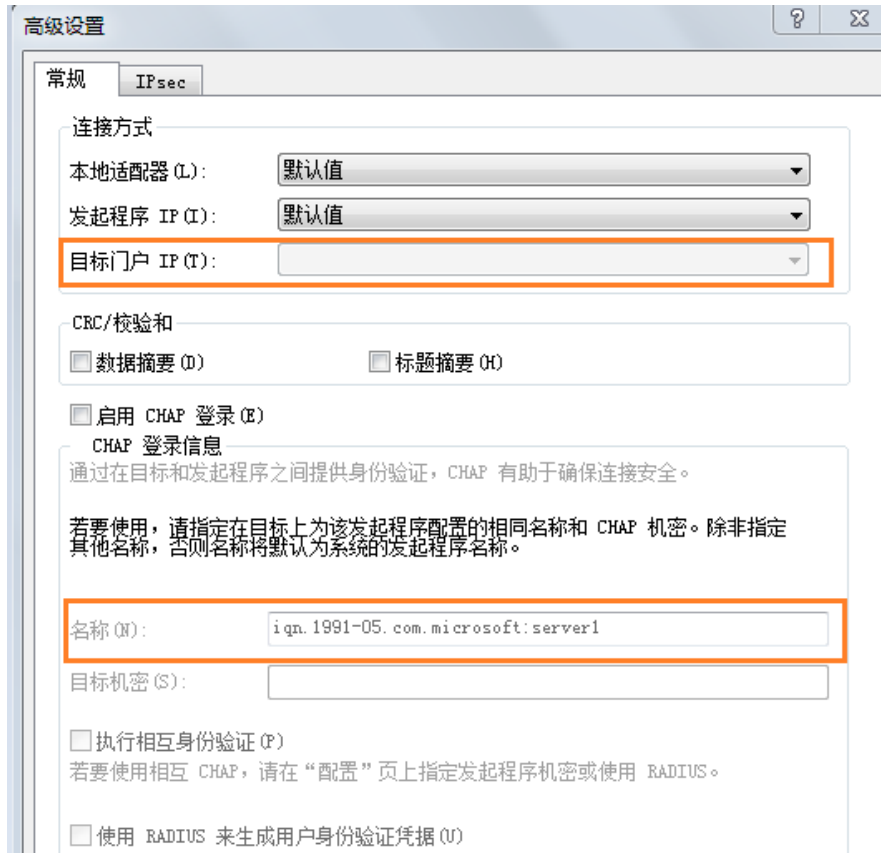 高级设置
常规 IPsec
连接方式
本地适配器(L): 默认值
发起程序 IP(I): 默认值
目标门户 IP(T):
CRC/校验和
数据摘要(D) 标题摘要(H)
启用 CHAP 登录(E)
CHAP 登录信息
通过在目标和发起程序之间提供身份验证，CHAP 有助于确保连接安全。
若要使用，请指定在目标上为该发起程序配置的相同名称和 CHAP 机密。除非指定
其他名称，否则名称将默认为系统的发起程序名称。
名称(N): iqn.1991-05.com.microsoft:server1
目标机密(S):
执行相互身份验证(P)
若要使用相互 CHAP，请在“配置”页上指定发起程序机密或使用 RADIUS。
使用 RADIUS 来生成用户身份验证凭据(U)